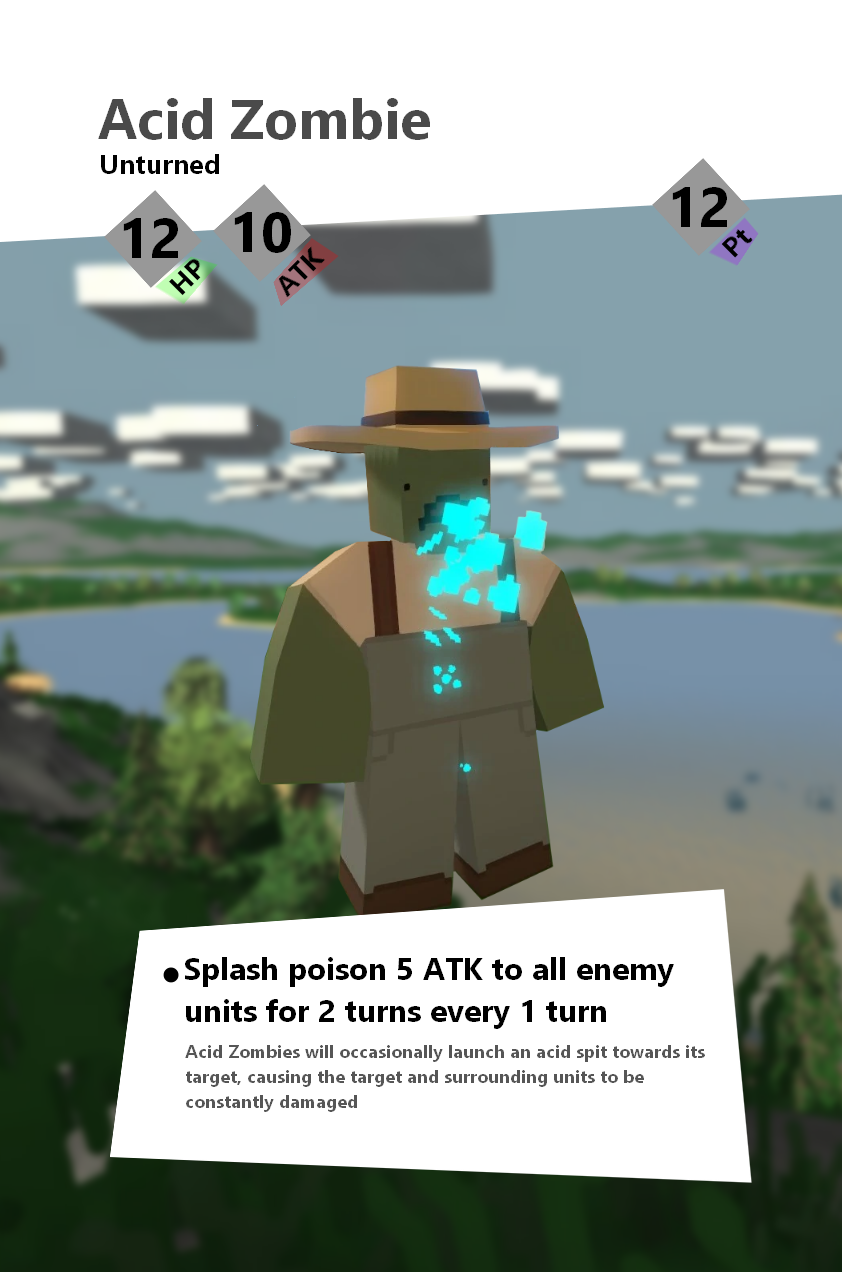 Acid Zombie
Unturned
12
HP
10
ATK
12
Pt
●Splash poison 5 ATK to all enemy
units for 2 turns every 1 turn
Acid Zombies will occasionally launch an acid spit towards its
target, causing the target and surrounding units to be
constantly damaged